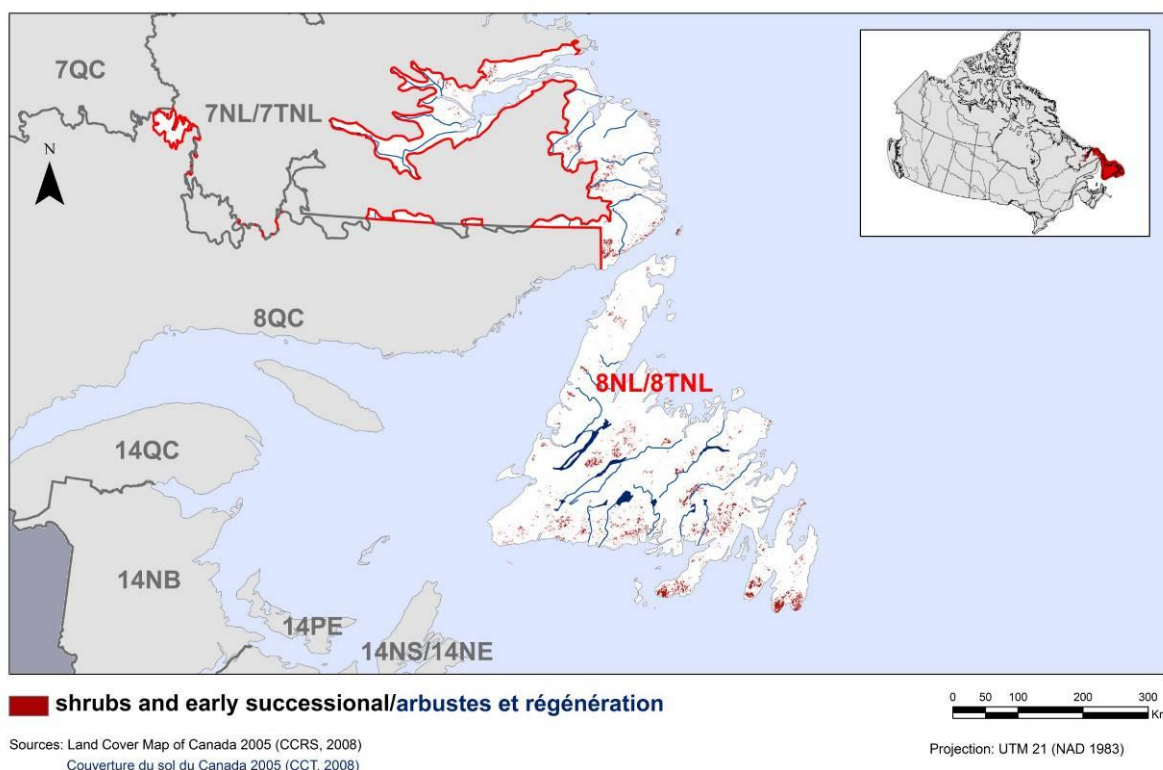 7QC
7NL/7TNL
N
8QC
8NL/8TNL
14QC
14NB
14PE
14NS/14NE
shrubs and early successional/arbustes et régénération
0 50 100 200 300
Km
Sources: Land Cover Map of Canada 2005 (CCRS, 2008)
Couverture du sol du Canada 2005 (CCT, 2008)
Projection: UTM 21 (NAD 1983)